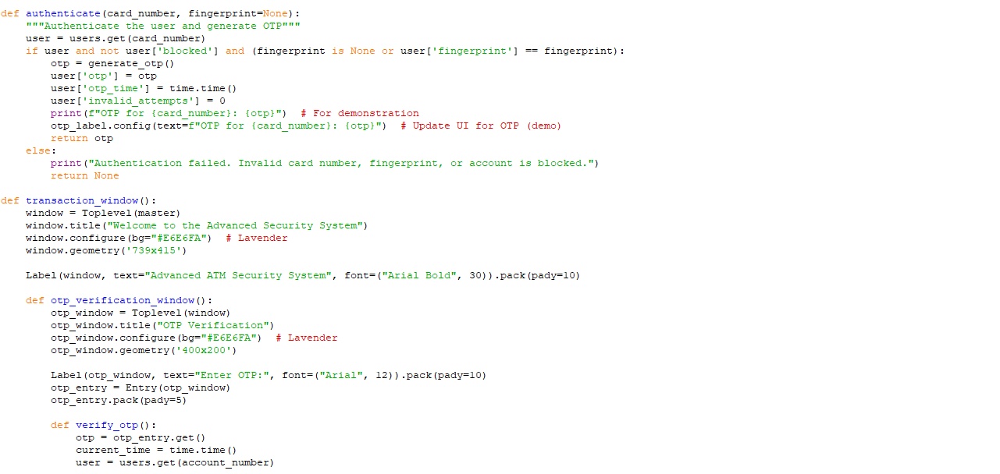 def authenticate(card_number, fingerprint=None):
    """Authenticate the user and generate OTP"""
    user = users.get(card_number)
    if user and not user['blocked'] and (fingerprint is None or user['fingerprint'] == fingerprint):
        otp = generate_otp()
        user['otp'] = otp
        user['otp_time'] = time.time()
        user['invalid_attempts'] = 0
        print(f"OTP for {card_number}: {otp}")  # For demonstration
        otp_label.config(text=f"OTP for {card_number}: {otp}")  # Update UI for OTP (demo)
        return otp
    else:
        print("Authentication failed. Invalid card number, fingerprint, or account is blocked.")
        return None

def transaction_window():
    window = Toplevel(master)
    window.title("Welcome to the Advanced Security System")
    window.configure(bg="#E6E6FA")  # Lavender
    window.geometry('739x415')

    Label(window, text="Advanced ATM Security System", font=("Arial Bold", 30)).pack(pady=10)

    def otp_verification_window():
        otp_window = Toplevel(window)
        otp_window.title("OTP Verification")
        otp_window.configure(bg="#E6E6FA")  # Lavender
        otp_window.geometry('400x200')

        Label(otp_window, text="Enter OTP:", font=("Arial", 12)).pack(pady=10)
        otp_entry = Entry(otp_window)
        otp_entry.pack(pady=5)

        def verify_otp():
            otp = otp_entry.get()
            current_time = time.time()
            user = users.get(account_number)